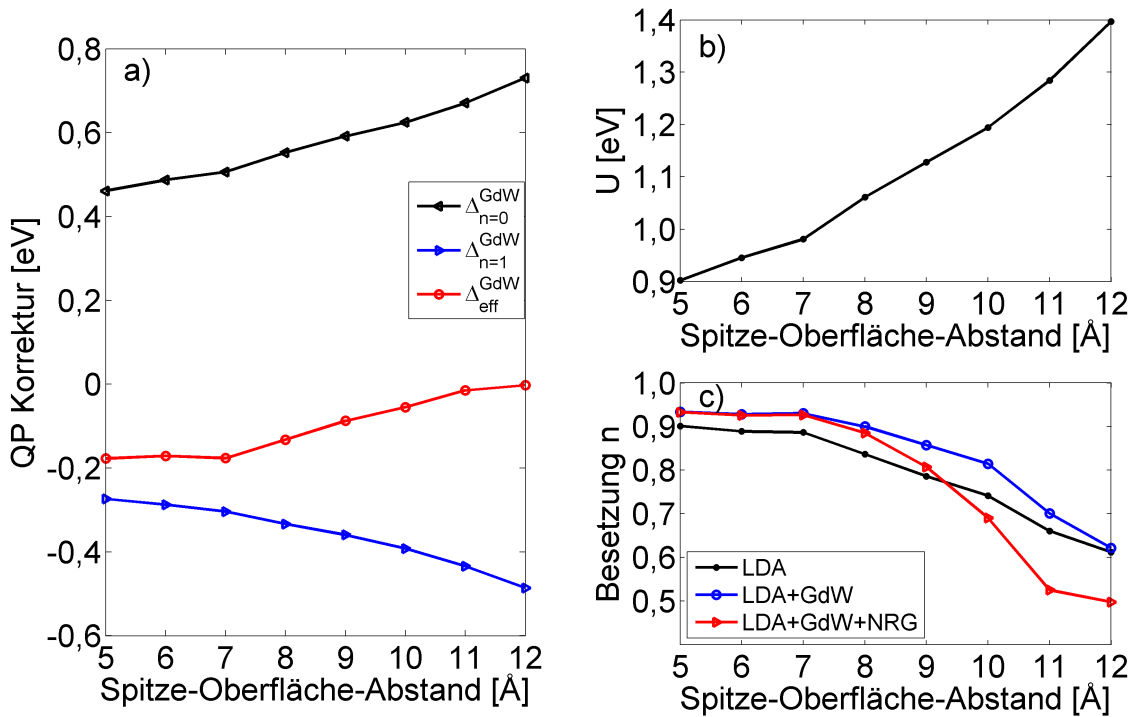 a)
0,8
0,6
0,4
0,2
0
-0,2
-0,4
-0,6
5 6 7 8 9 10 11 12
QP Korrektur [eV]
Spitze-Oberfläche-Abstand [Å]
Δ GdW n=0
Δ GdW n=1
Δ GdW eff
b)
1,4
1,3
1,2
1,1
1,0
0,9
5 6 7 8 9 10 11 12
U [eV]
Spitze-Oberfläche-Abstand [Å]
c)
1,0
0,9
0,8
0,7
0,6
0,5
5 6 7 8 9 10 11 12
Besetzung n
Spitze-Oberfläche-Abstand [Å]
LDA
LDA+GdW
LDA+GdW+NRG